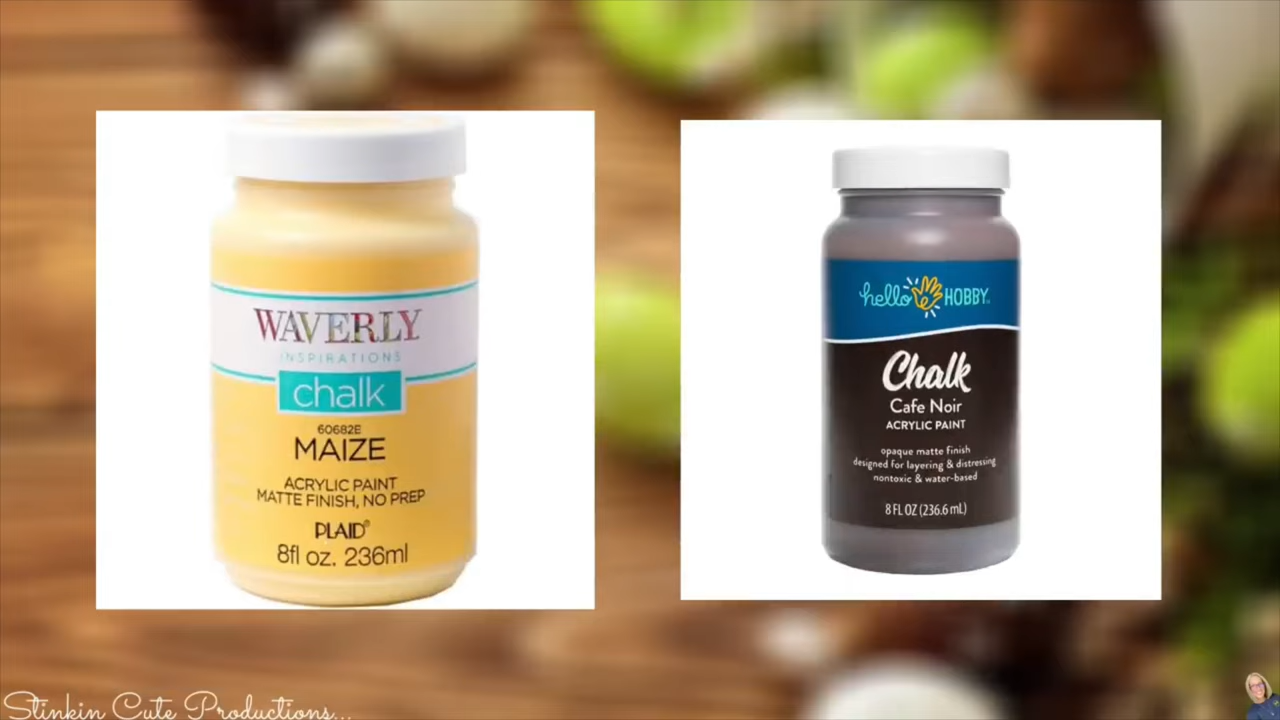 WAVERLY
INSPIRATIONS
chalk
60682E
MAIZE
ACRYLIC PAINT
MATTE FINISH, NO PREP
PLAID®
8fl oz. 236ml
hello HOBBY
Chalk
Cafe Noir
ACRYLIC PAINT
opaque matte finish
designed for layering & distressing
nontoxic & water-based
8 FL OZ (236.6 mL)
Stinkin Cute Productions...